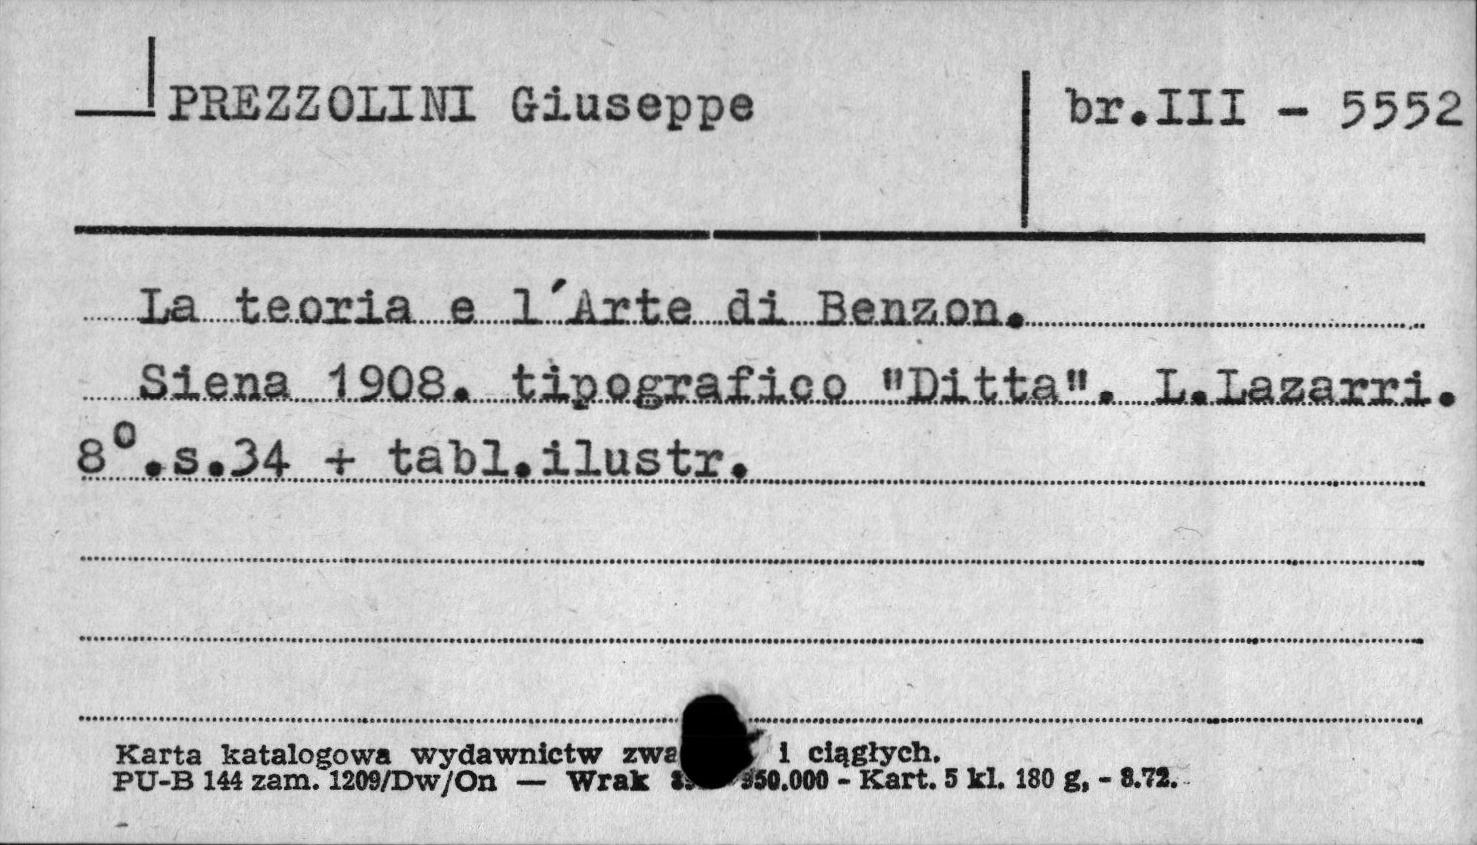 PREZZOLINI Giuseppe
br.III - 5552
La teoria e l´Arte di Benzon.
Siena 1908. tipografico "Ditta". L.Lazarri.
8º.s.34 + tabl.ilustr.
Karta katalogowa wydawnictw i ciągłych.
PU-B 144 zam. 1209/Dw/On — Wrak 350.000 - Kart. 5 kl. 180 g, - 8.72.